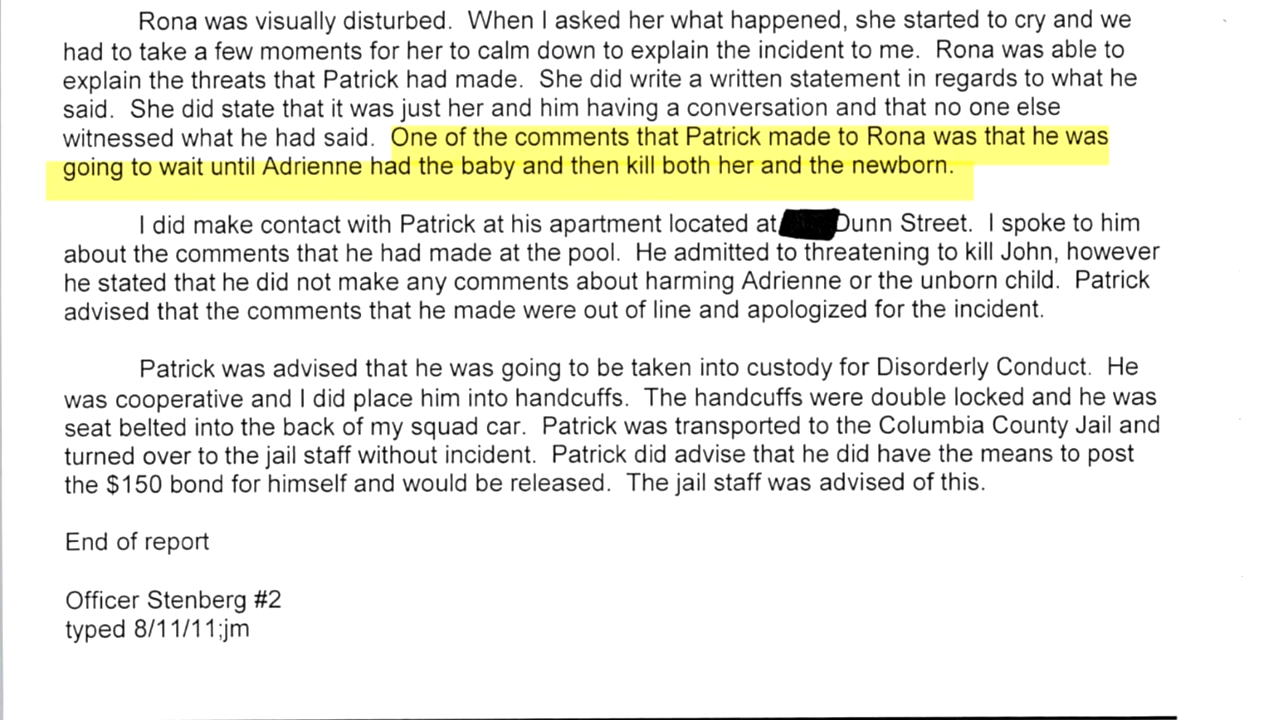 Rona was visually disturbed. When I asked her what happened, she started to cry and we
had to take a few moments for her to calm down to explain the incident to me. Rona was able to
explain the threats that Patrick had made. She did write a written statement in regards to what he
said. She did state that it was just her and him having a conversation and that no one else
witnessed what he had said. One of the comments that Patrick made to Rona was that he was
going to wait until Adrienne had the baby and then kill both her and the newborn.
I did make contact with Patrick at his apartment located at Dunn Street. I spoke to him
about the comments that he had made at the pool. He admitted to threatening to kill John, however
he stated that he did not make any comments about harming Adrienne or the unborn child. Patrick
advised that the comments that he made were out of line and apologized for the incident.
Patrick was advised that he was going to be taken into custody for Disorderly Conduct. He
was cooperative and I did place him into handcuffs. The handcuffs were double locked and he was
seat belted into the back of my squad car. Patrick was transported to the Columbia County Jail and
turned over to the jail staff without incident. Patrick did advise that he did have the means to post
the $150 bond for himself and would be released. The jail staff was advised of this.
End of report
Officer Stenberg #2
typed 8/11/11;jm